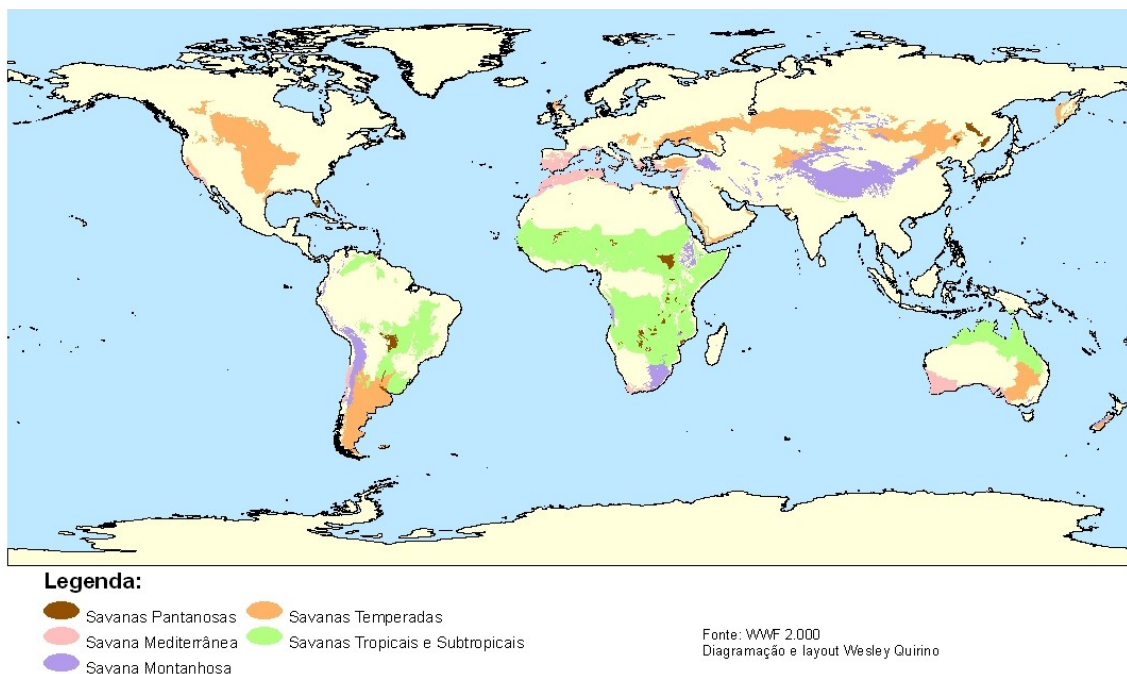 Legenda:
Savanas Pantanosas
Savanas Temperadas
Savana Mediterrânea
Savanas Tropicais e Subtropicais
Savana Montanhosa
Fonte: WWF 2.000
Diagramação e layout Wesley Quirino